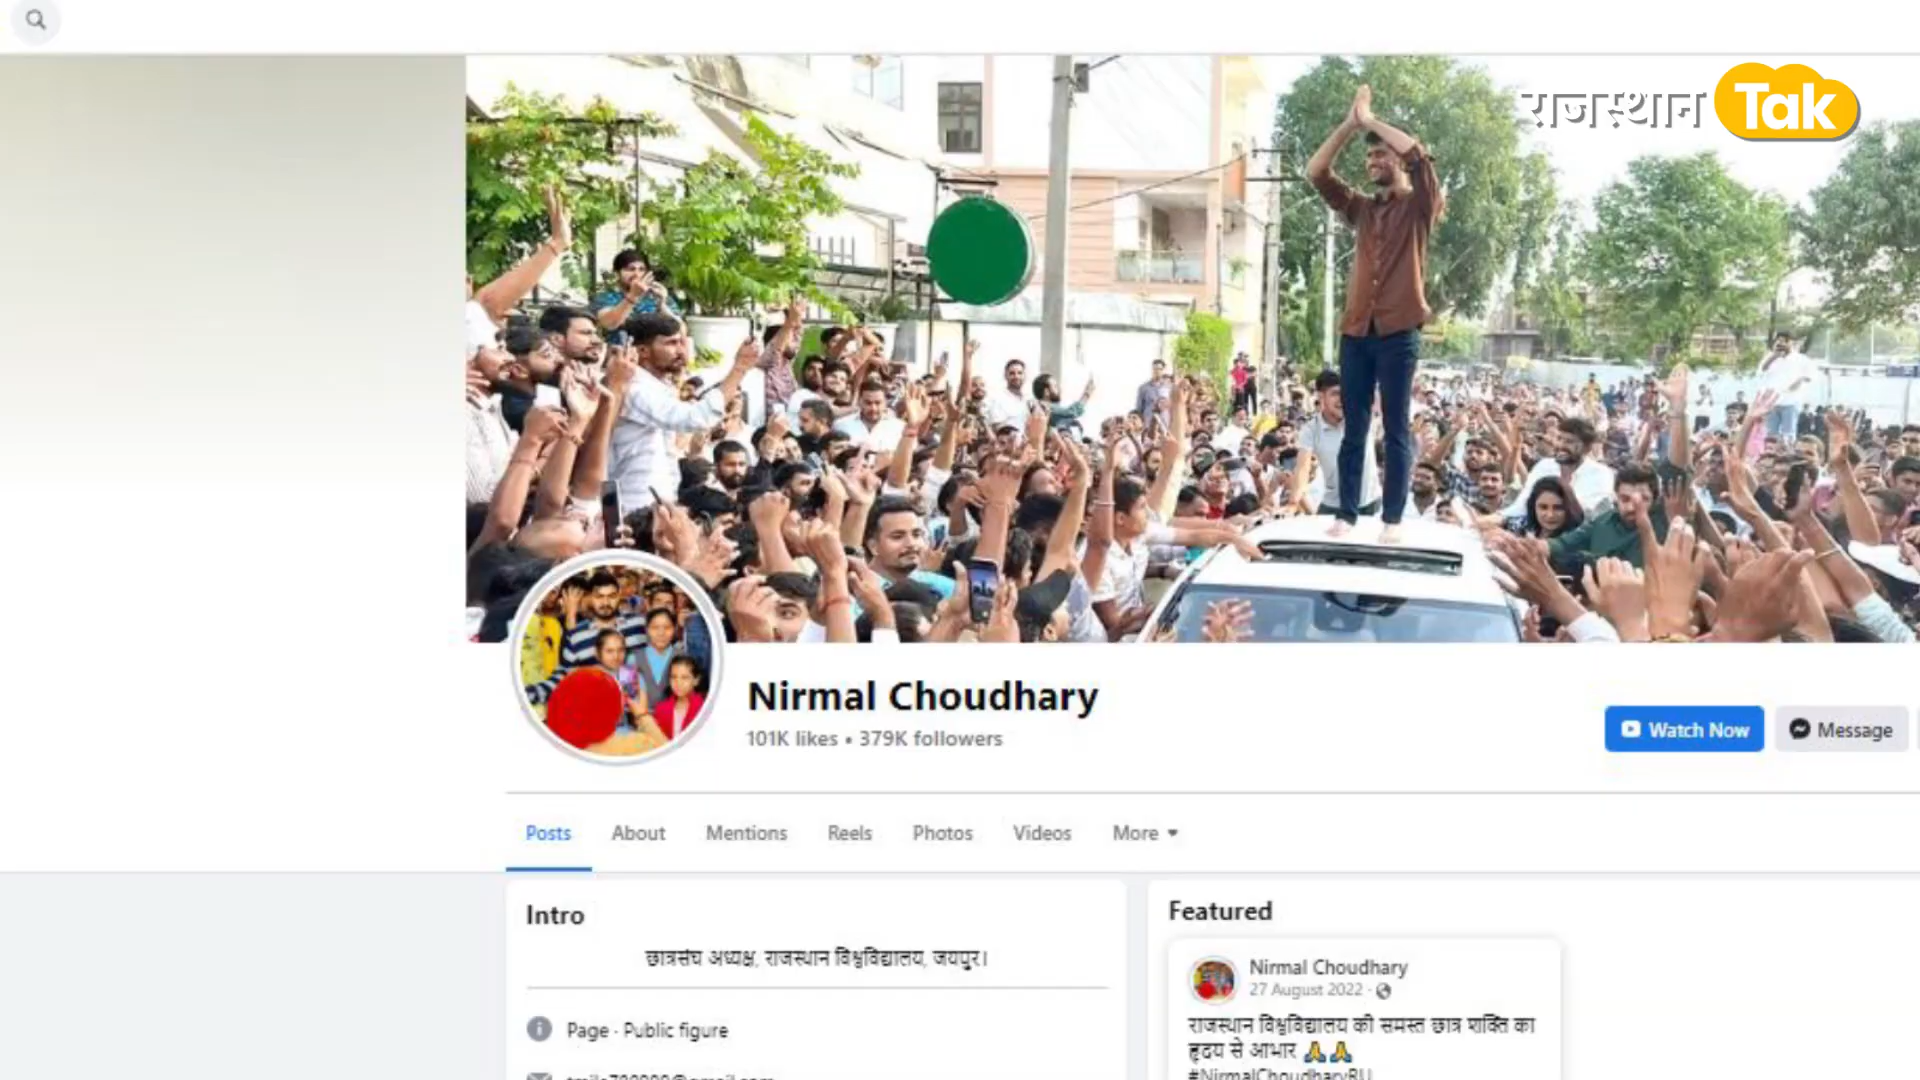 राजस्थान Tak
Nirmal Choudhary
101K likes • 379K followers
Watch Now
Message
Posts About Mentions Reels Photos Videos More
Intro
छात्रसंघ अध्यक्ष, राजस्थान विश्वविद्यालय, जयपुर।
Page · Public figure
Featured
Nirmal Choudhary
27 August 2022 ·
राजस्थान विश्वविद्यालय की समस्त छात्र शक्ति का
हृदय से आभार 🙏🙏
#NirmalChoudharyRU